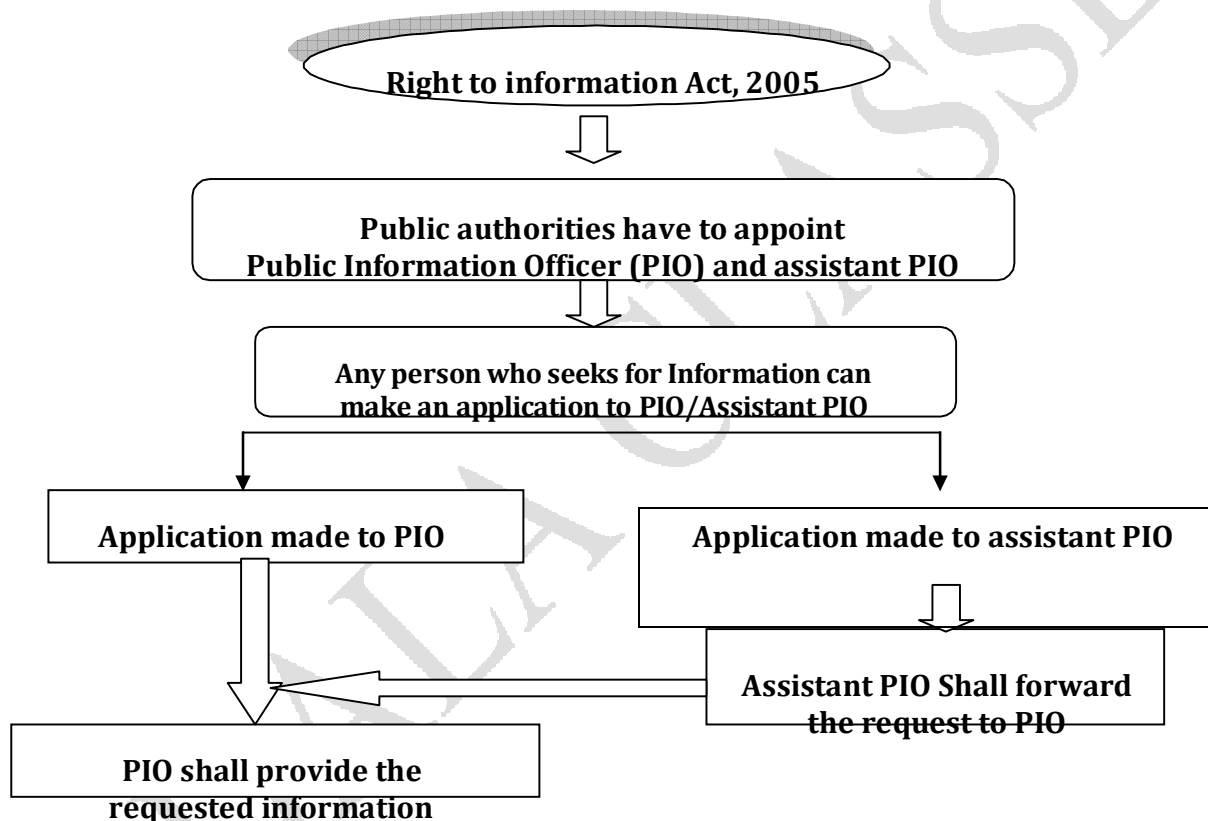 Right to information Act, 2005
Public authorities have to appoint
Public Information Officer (PIO) and assistant PIO
Any person who seeks for Information can
make an application to PIO/Assistant PIO
Application made to PIO
Application made to assistant PIO
Assistant PIO Shall forward
the request to PIO
PIO shall provide the
requested information